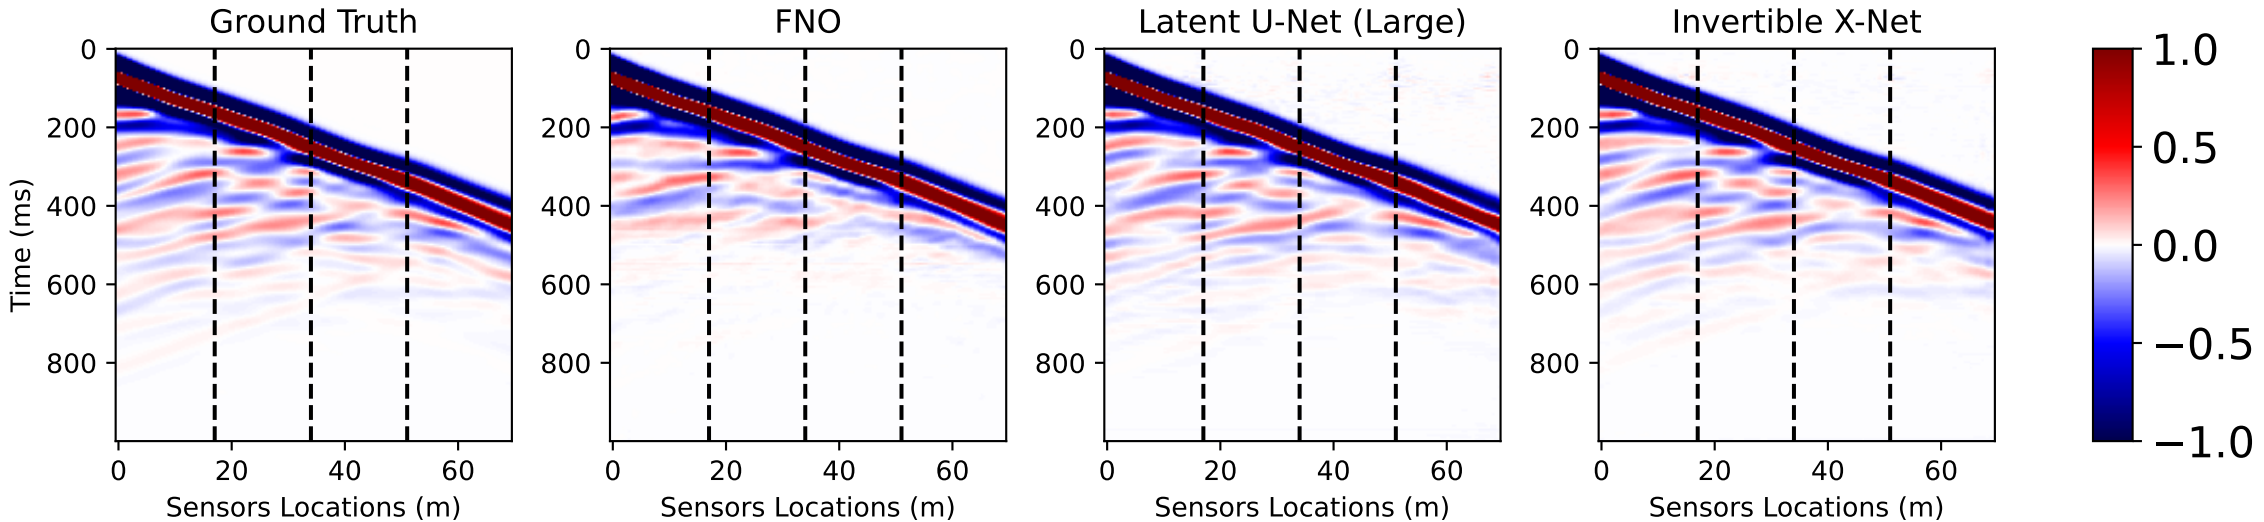 Ground Truth
FNO
Latent U-Net (Large)
Invertible X-Net
0
200
400
600
800
Time (ms)
0 20 40 60
Sensors Locations (m)
0
200
400
600
800
0 20 40 60
Sensors Locations (m)
0
200
400
600
800
0 20 40 60
Sensors Locations (m)
0
200
400
600
800
0 20 40 60
Sensors Locations (m)
1.0
0.5
0.0
−0.5
−1.0